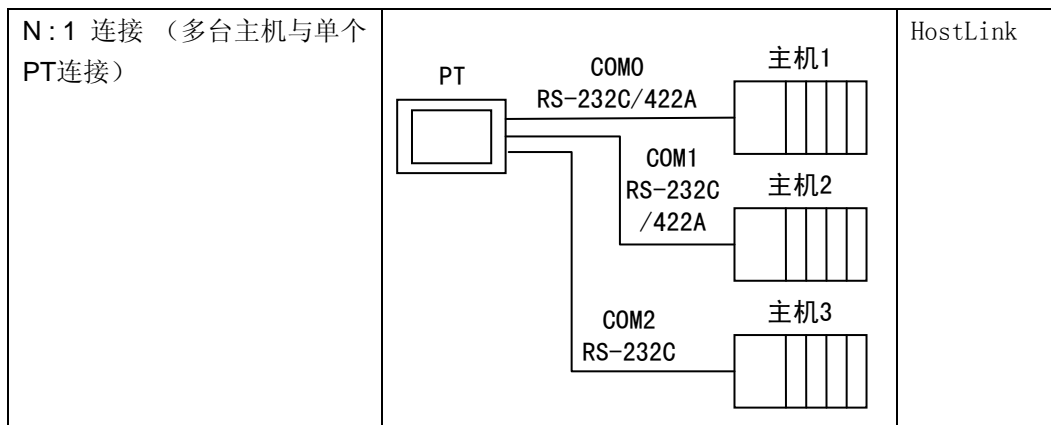 N : 1 连接 （多台主机与单个
PT连接）
PT
COM0
RS-232C/422A
主机1
COM1
RS-232C
/422A
主机2
COM2
RS-232C
主机3
HostLink